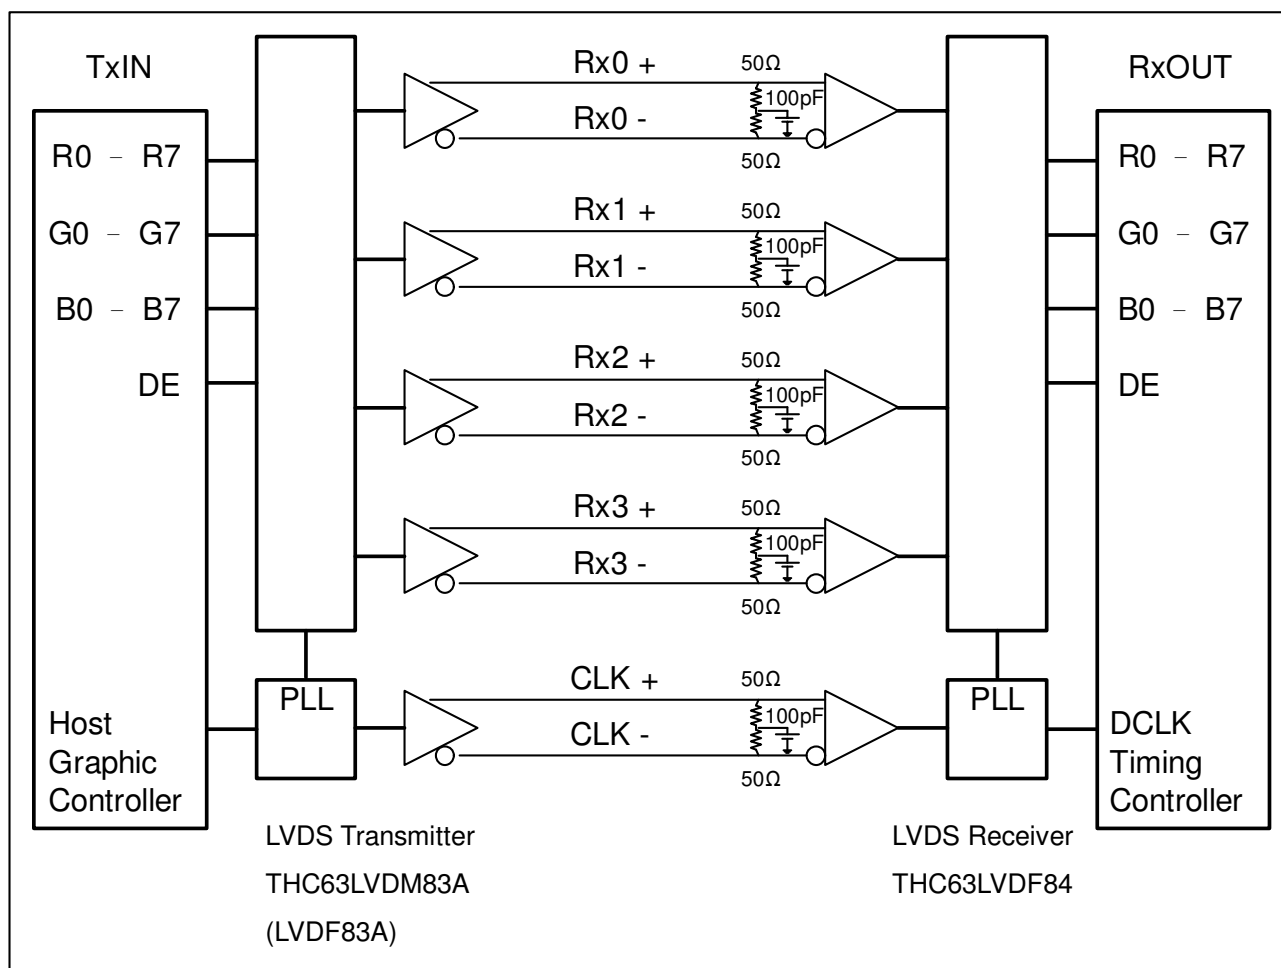 TxIN
R0 – R7
G0 – G7
B0 – B7
DE
Host
Graphic
Controller
PLL
LVDS Transmitter
THC63LVDM83A
(LVDF83A)
Rx0 +
50Ω
100pF
Rx0 -
50Ω
Rx1 +
50Ω
100pF
Rx1 -
50Ω
Rx2 +
50Ω
100pF
Rx2 -
50Ω
Rx3 +
50Ω
100pF
Rx3 -
50Ω
CLK +
50Ω
100pF
CLK -
50Ω
PLL
LVDS Receiver
THC63LVDF84
RxOUT
R0 – R7
G0 – G7
B0 – B7
DE
DCLK
Timing
Controller